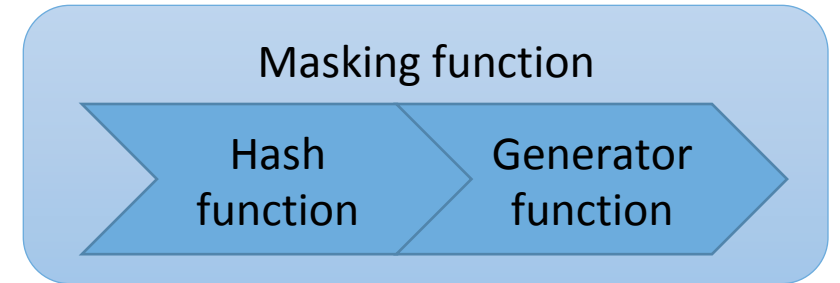 Masking function
Hash
function
Generator
function